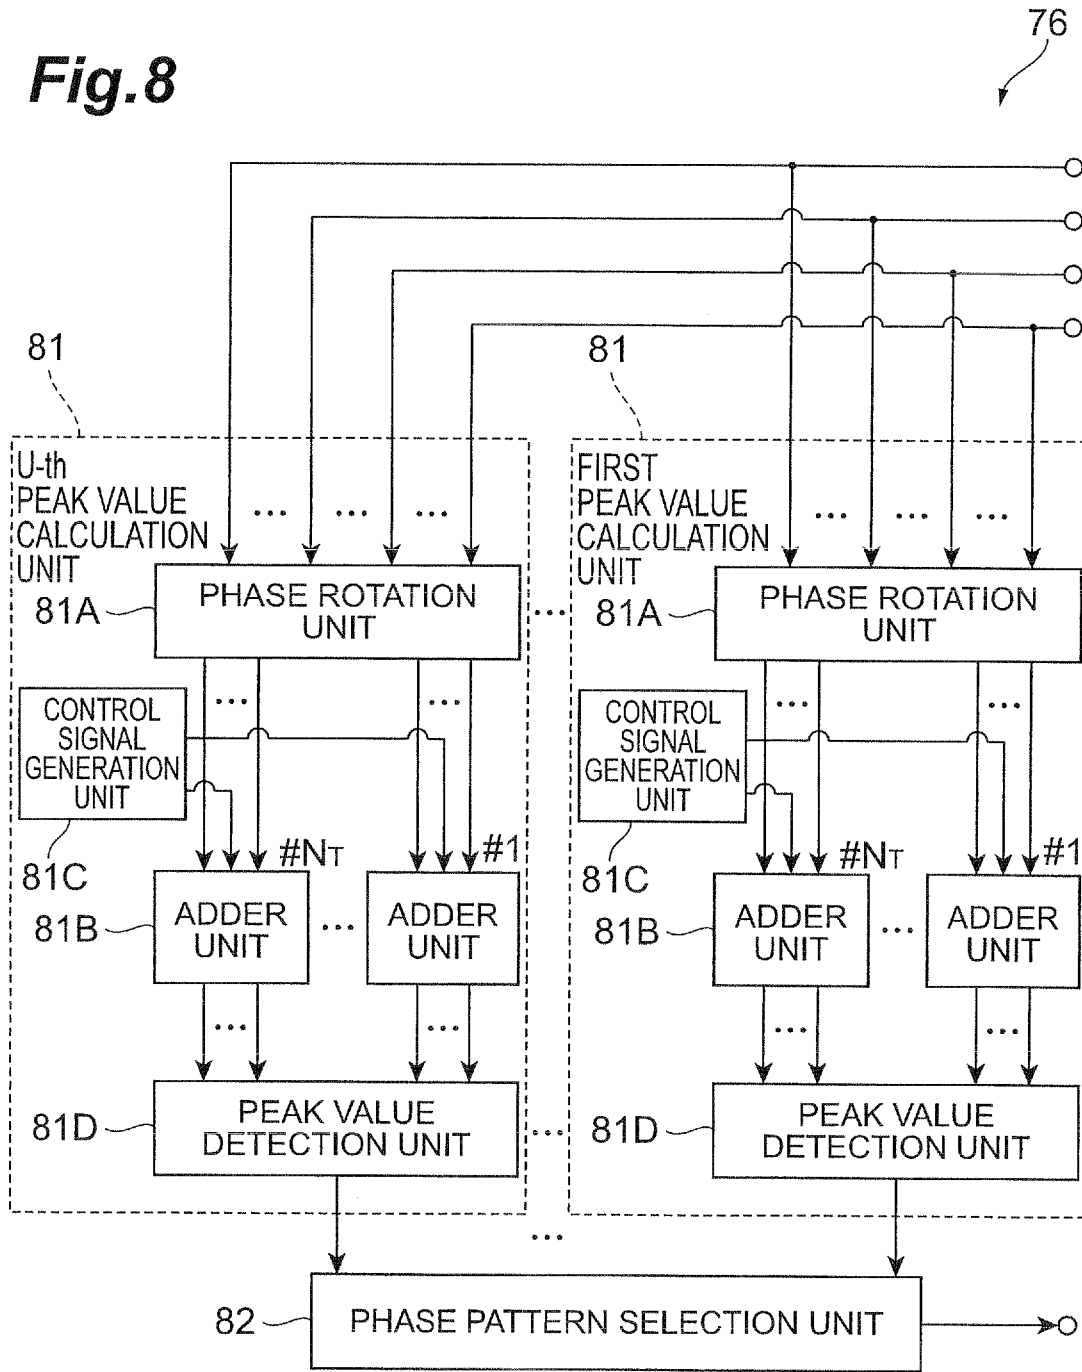 Fig.8
76
81
81
U-th
PEAK VALUE
CALCULATION
UNIT
... ... ...
FIRST
PEAK VALUE
CALCULATION
UNIT
... ... ...
81A
PHASE ROTATION
UNIT
...
81A
PHASE ROTATION
UNIT
... ...
... ...
CONTROL
SIGNAL
GENERATION
UNIT
CONTROL
SIGNAL
GENERATION
UNIT
81C
#NT
#1
81C
#NT
#1
81B
ADDER
UNIT
...
ADDER
UNIT
81B
ADDER
UNIT
...
ADDER
UNIT
... ...
... ...
81D
PEAK VALUE
DETECTION UNIT
...
81D
PEAK VALUE
DETECTION UNIT
...
82
PHASE PATTERN SELECTION UNIT